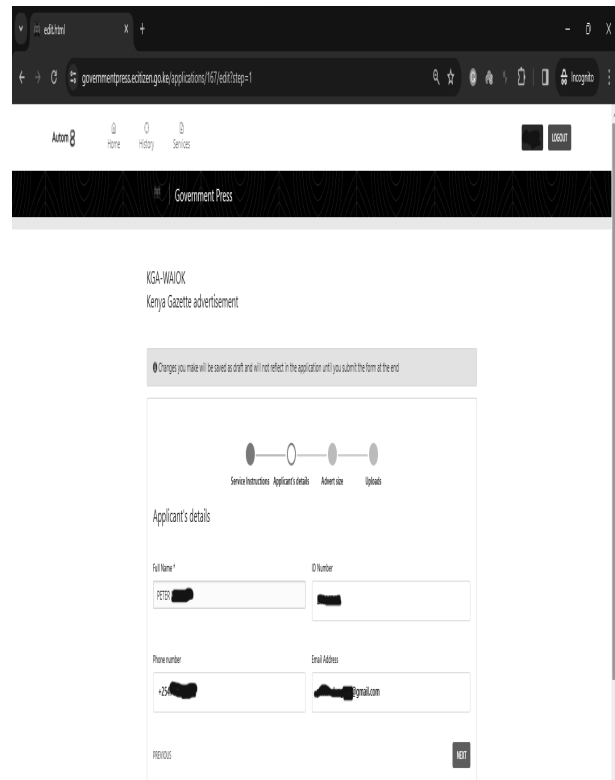 edit.html
governmentpress.ecitizen.go.ke/applications/167/edit?step=1
Incognito
Autom8
Home History Services
LOGOUT
Government Press
KGA-WAIOK
Kenya Gazette advertisement
Changes you make will be saved as draft and will not reflect in the application until you submit the form at the end
Service Instructions Applicant's details Advert size Uploads
Applicant's details
Full Name * ID Number
PETER
Phone number Email Address
+254 @gmail.com
PREVIOUS NEXT